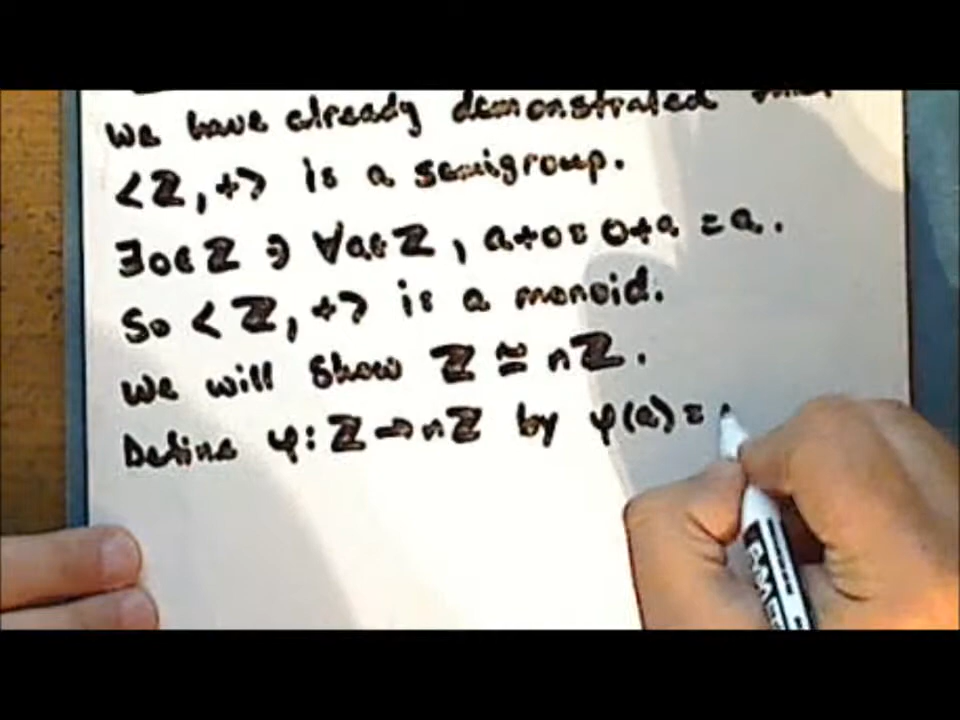 We have already demonstrated that
<ℤ, +> is a semigroup.
∃0∈ℤ ∋ ∀a∈ℤ, a+0=0+a=a.
So <ℤ, +> is a monoid.
We will show ℤ ≅ nℤ.
Define φ: ℤ→nℤ by φ(a)=